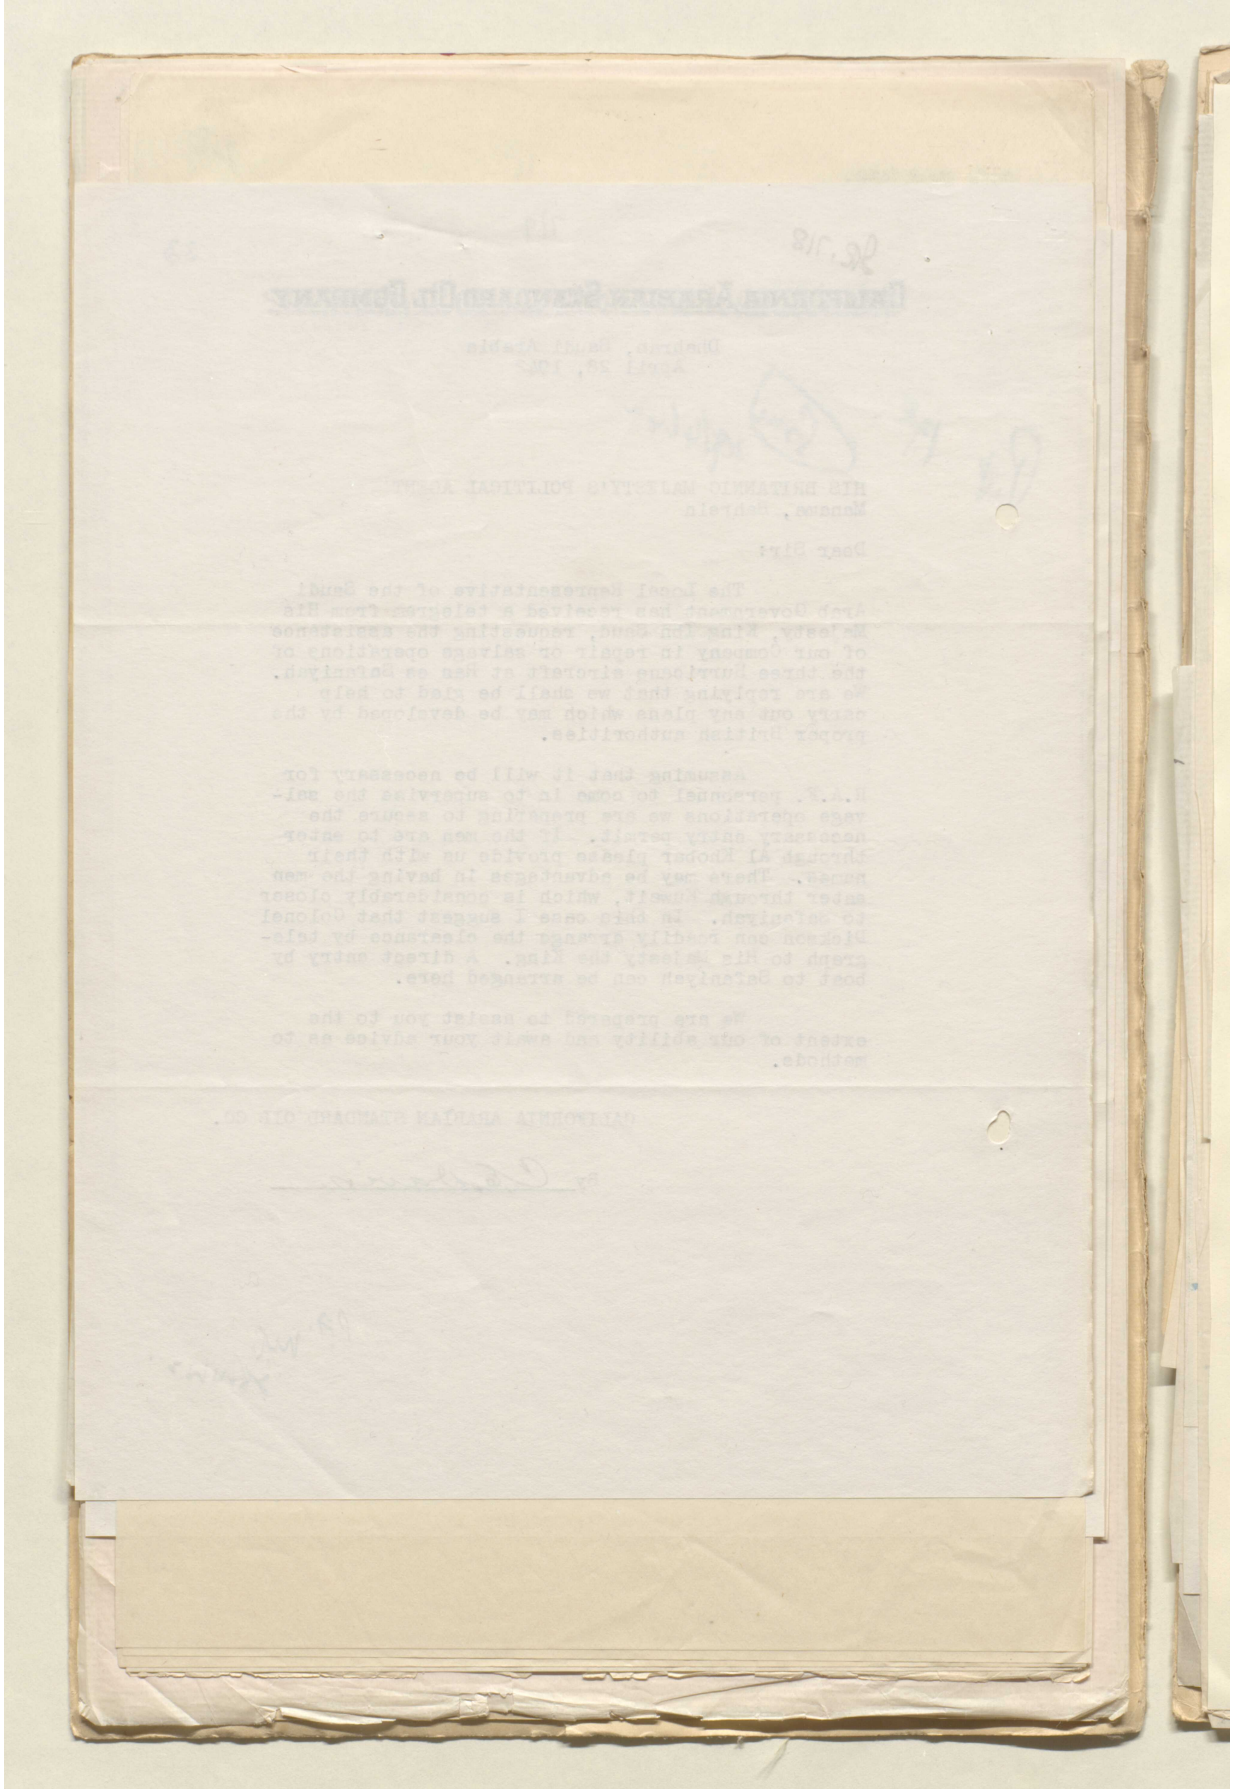 CALIFORNIA ARABIAN STANDARD OIL COMPANY
Dhahran, Saudi Arabia
April 28, 1942
HIS BRITANNIC MAJESTY'S POLITICAL AGENT
Manama, Bahrein
Dear Sir:
The Local Representative of the Saudi
Arab Government has received a telegram from His
Majesty, King Ibn Saud, requesting the assistance
of our Company in repair or salvage operations of
the three Hurricane aircraft at Ras es Safaniyah.
We are replying that we shall be glad to help
carry out any plans which may be developed by the
proper British authorities.
Assuming that it will be necessary for
R.A.F. personnel to come in to supervise the sal-
vage operations we are preparing to secure the
necessary entry permit. If the men are to enter
through Al Khobar please provide us with their
names. There may be advantages in having the men
enter through Kuweit, which is considerably closer
to Safaniyah. In this case I suggest that Colonel
Dickson can readily arrange the clearance by tele-
graph to His Majesty the King. A direct entry by
boat to Safaniyah can be arranged here.
We are prepared to assist you to the
extent of our ability and await your advice as to
methods.
CALIFORNIA ARABIAN STANDARD OIL CO.
By